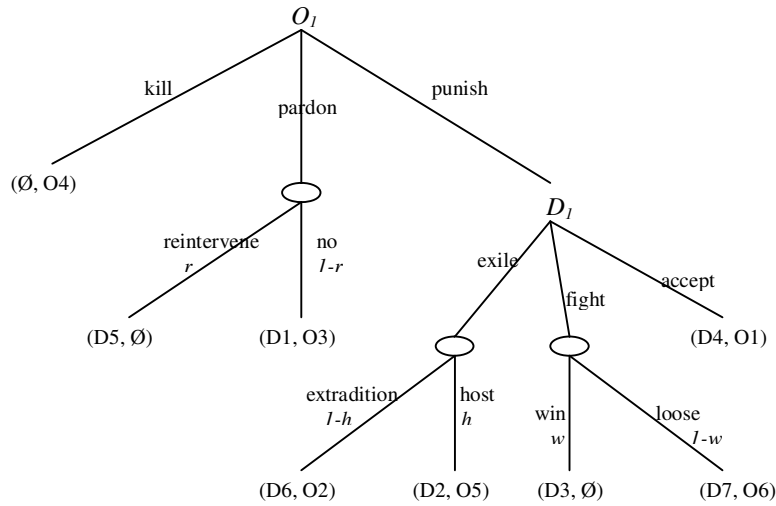 O1
kill
pardon
punish
(Ø, O4)
D1
reintervene
r
no
1-r
exile
fight
accept
(D5, Ø)
(D1, O3)
(D4, O1)
extradition
1-h
host
h
win
w
loose
1-w
(D6, O2)
(D2, O5)
(D3, Ø)
(D7, O6)